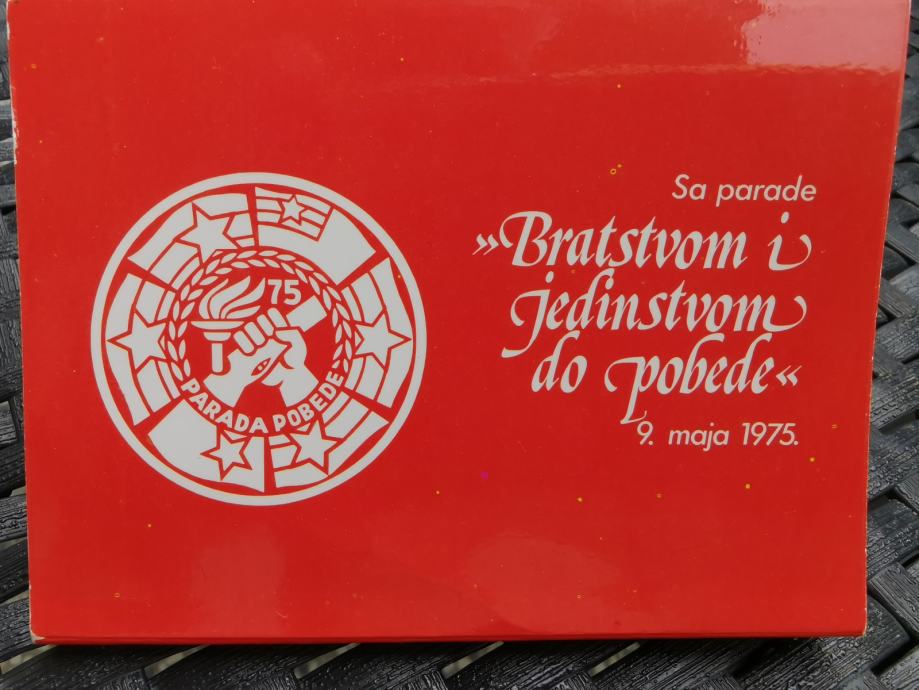 75
PARADA POBEDE
Sa parade
»Bratstvom i
jedinstvom
do pobede«
9. maja 1975.